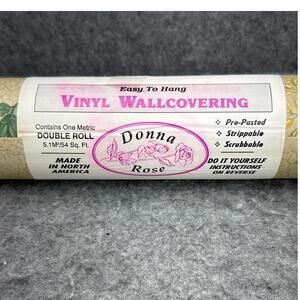 Easy To Hang
VINYL WALLCOVERING
Contains One Metric
DOUBLE ROLL
5.1M²/54 Sq. Ft.
MADE
IN NORTH
AMERICA
Donna
Rose
Pre-Pasted
Strippable
Scrubbable
DO IT YOURSELF
INSTRUCTIONS
ON REVERSE